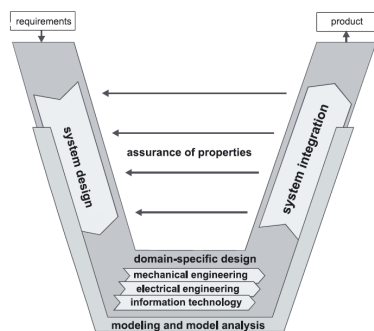 requirements
product
system design
assurance of properties
system integration
domain-specific design
mechanical engineering
electrical engineering
information technology
modeling and model analysis